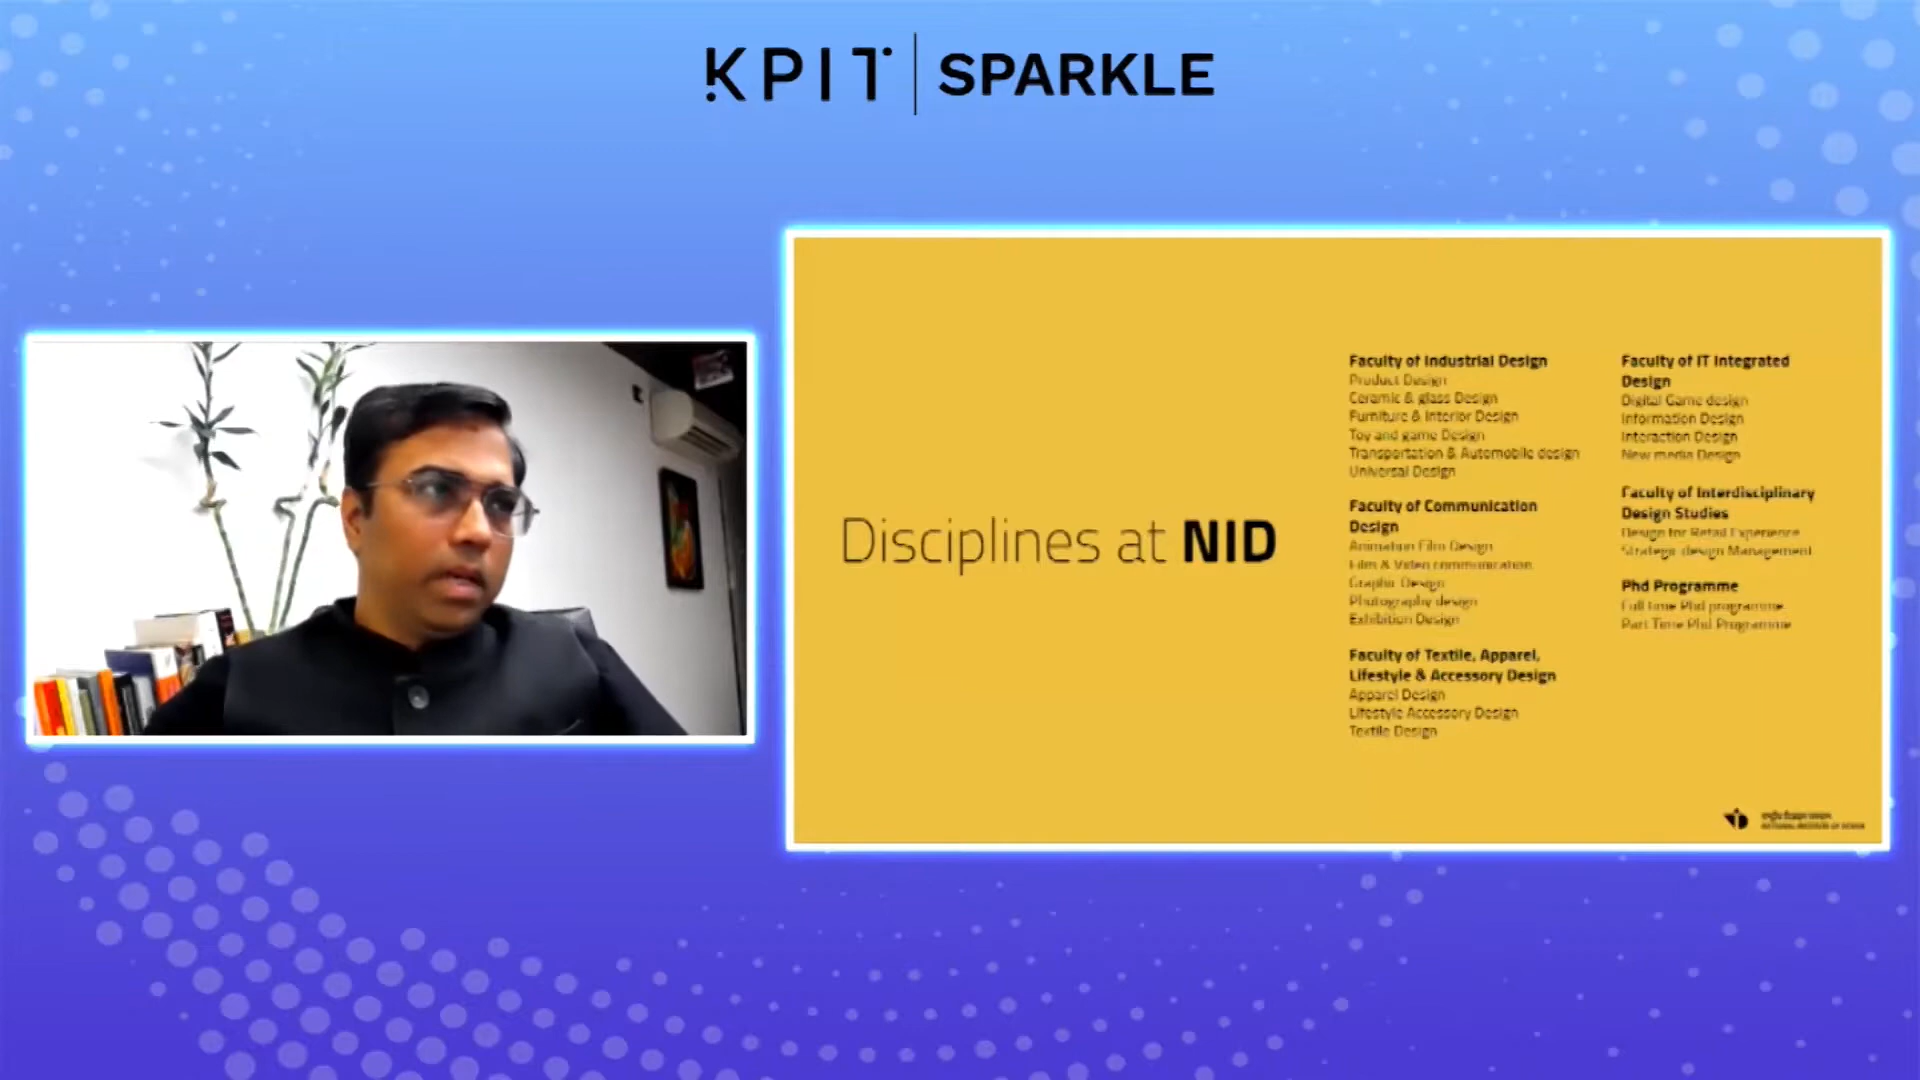 KPIT SPARKLE
Disciplines at NID
Faculty of Industrial Design
Product Design
Ceramic & glass Design
Furniture & Interior Design
Toy and game Design
Transportation & Automobile design
Universal Design
Faculty of Communication
Design
Animation Film Design
Film & Video communication
Graphic Design
Photography design
Exhibition Design
Faculty of Textile, Apparel,
Lifestyle & Accessory Design
Apparel Design
Lifestyle Accessory Design
Textile Design
Faculty of IT Integrated
Design
Digital Game design
Information Design
Interaction Design
New media Design
Faculty of Interdisciplinary
Design Studies
Design for Retail Experience
Strategic design Management
Phd Programme
Full time Phd programme
Part Time Phd Programme
NATIONAL INSTITUTE OF DESIGN